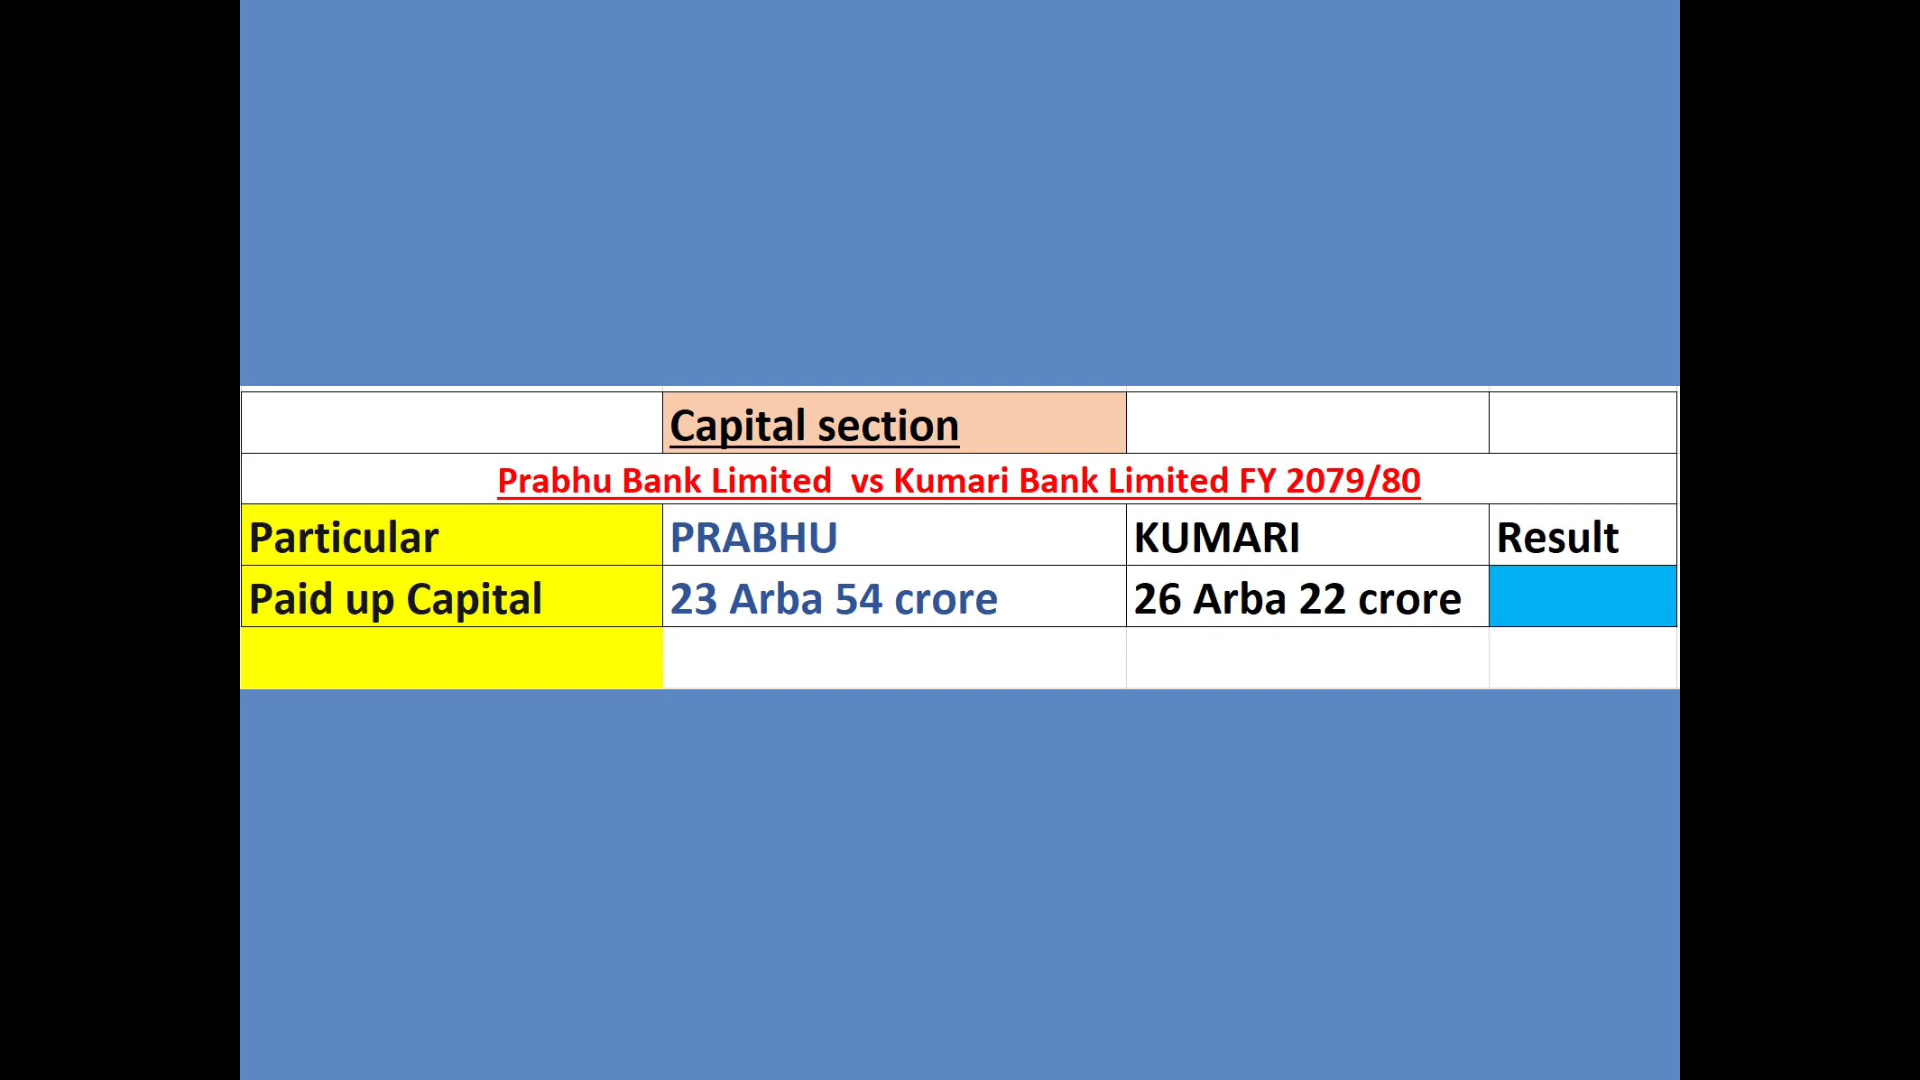 Capital section
Prabhu Bank Limited  vs Kumari Bank Limited FY 2079/80
Particular PRABHU KUMARI Result
Paid up Capital 23 Arba 54 crore 26 Arba 22 crore